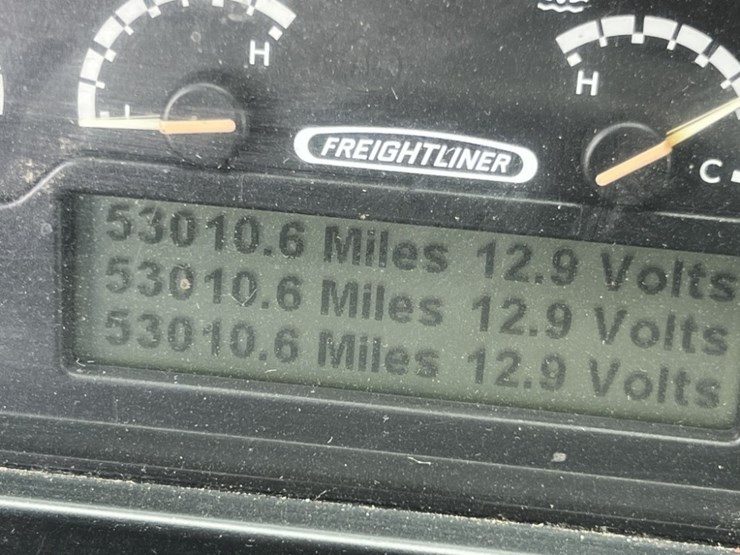 H
H
FREIGHTLINER
C
53010.6 Miles 12.9 Volts
53010.6 Miles 12.9 Volts
53010.6 Miles 12.9 Volts